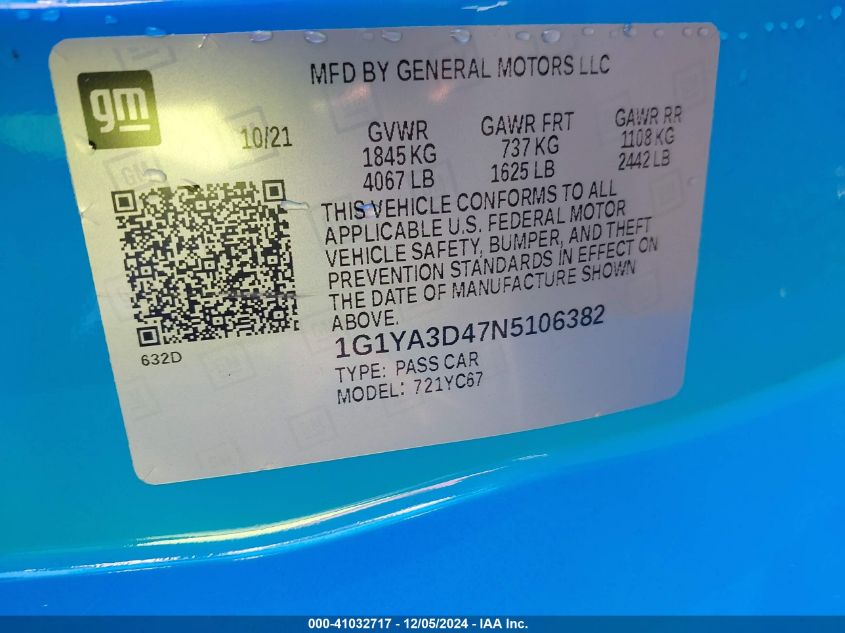 MFD BY GENERAL MOTORS LLC
gm
10/21
GVWR
1845 KG
4067 LB
GAWR FRT
737 KG
1625 LB
GAWR RR
1108 KG
2442 LB
THIS VEHICLE CONFORMS TO ALL
APPLICABLE U.S. FEDERAL MOTOR
VEHICLE SAFETY, BUMPER, AND THEFT
PREVENTION STANDARDS IN EFFECT ON
THE DATE OF MANUFACTURE SHOWN
ABOVE.
632D
1G1YA3D47N5106382
TYPE: PASS CAR
MODEL: 721YC67
000-41032717 - 12/05/2024 - IAA Inc.